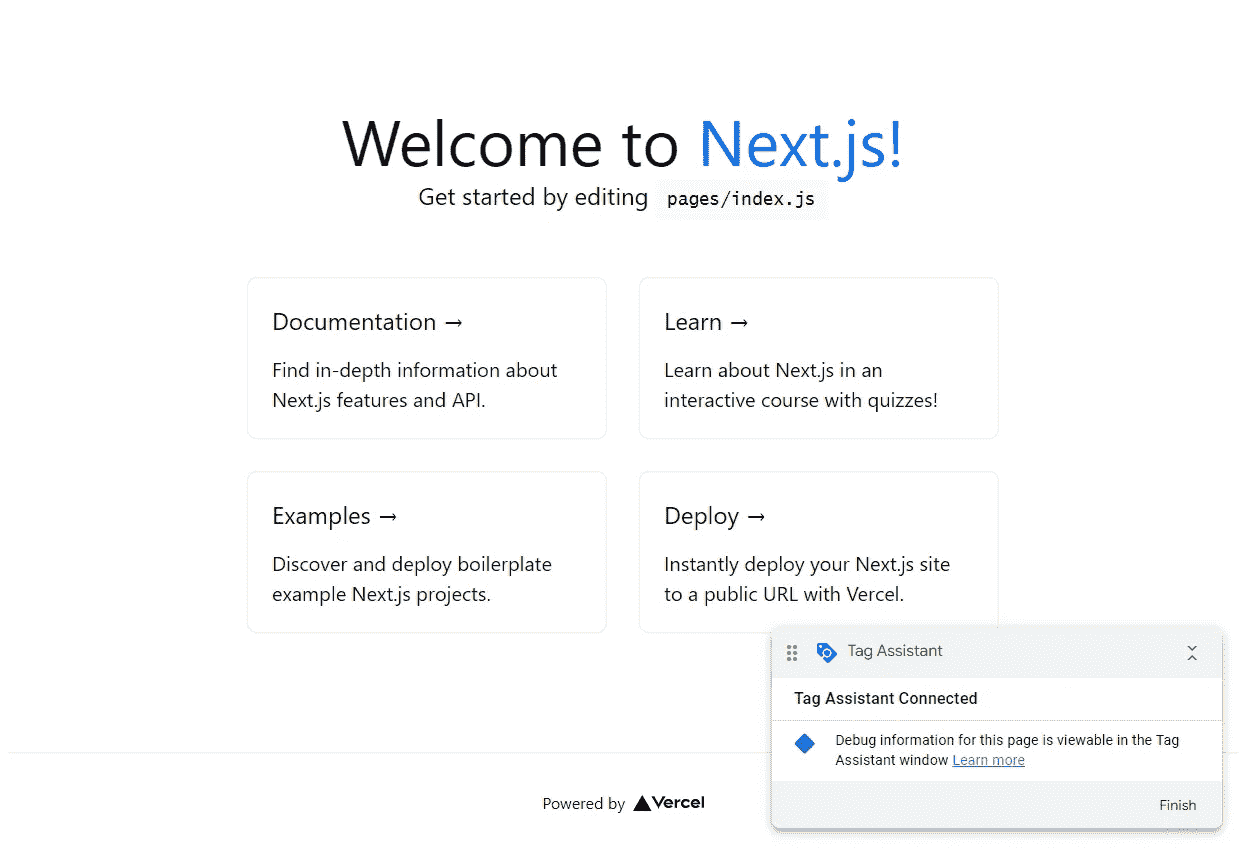 Welcome to Next.js!
Get started by editing pages/index.js
Documentation →
Find in-depth information about
Next.js features and API.
Learn →
Learn about Next.js in an
interactive course with quizzes!
Examples →
Discover and deploy boilerplate
example Next.js projects.
Deploy →
Instantly deploy your Next.js site
to a public URL with Vercel.
Tag Assistant
Tag Assistant Connected
Debug information for this page is viewable in the Tag
Assistant window Learn more
Finish
Powered by Vercel